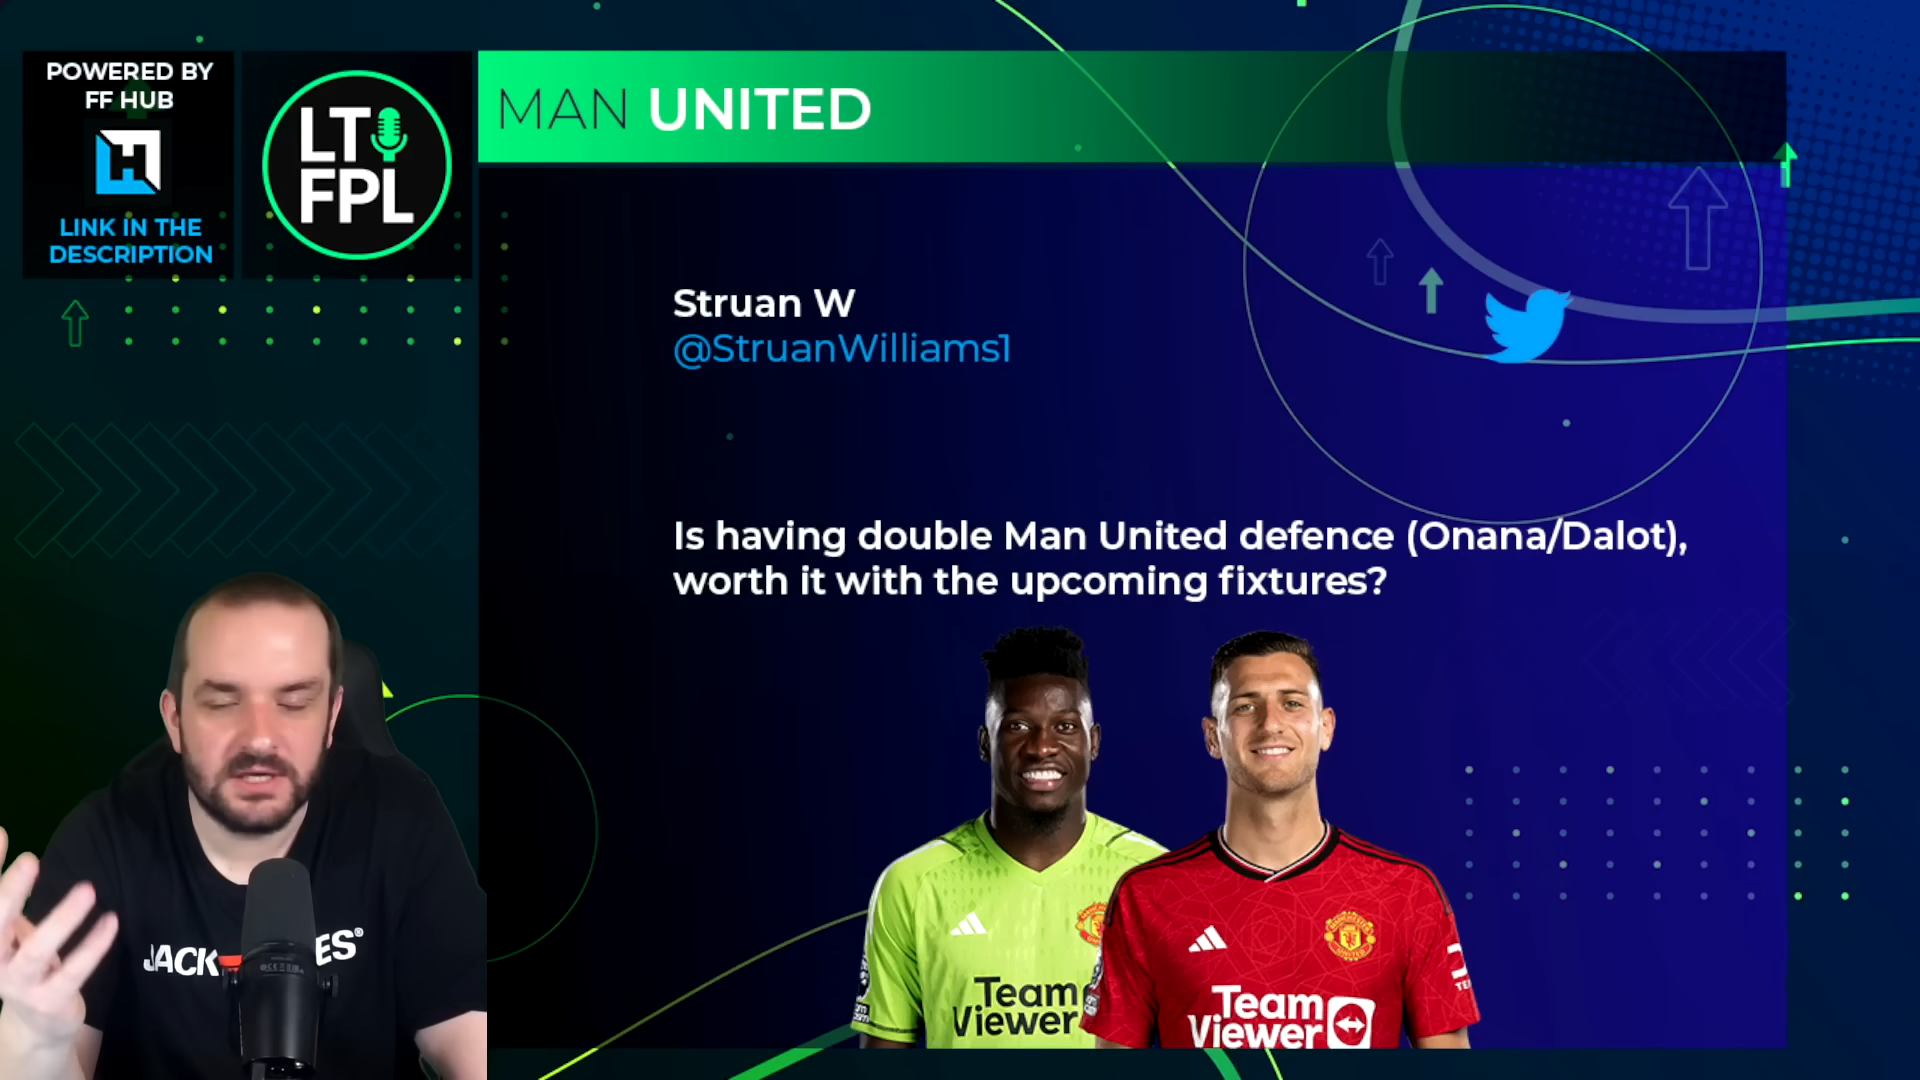 POWERED BY
FF HUB
LINK IN THE
DESCRIPTION
LT
FPL
MAN UNITED
Struan W
@StruanWilliams1
Is having double Man United defence (Onana/Dalot),
worth it with the upcoming fixtures?
Team
Viewer
Team
Viewer